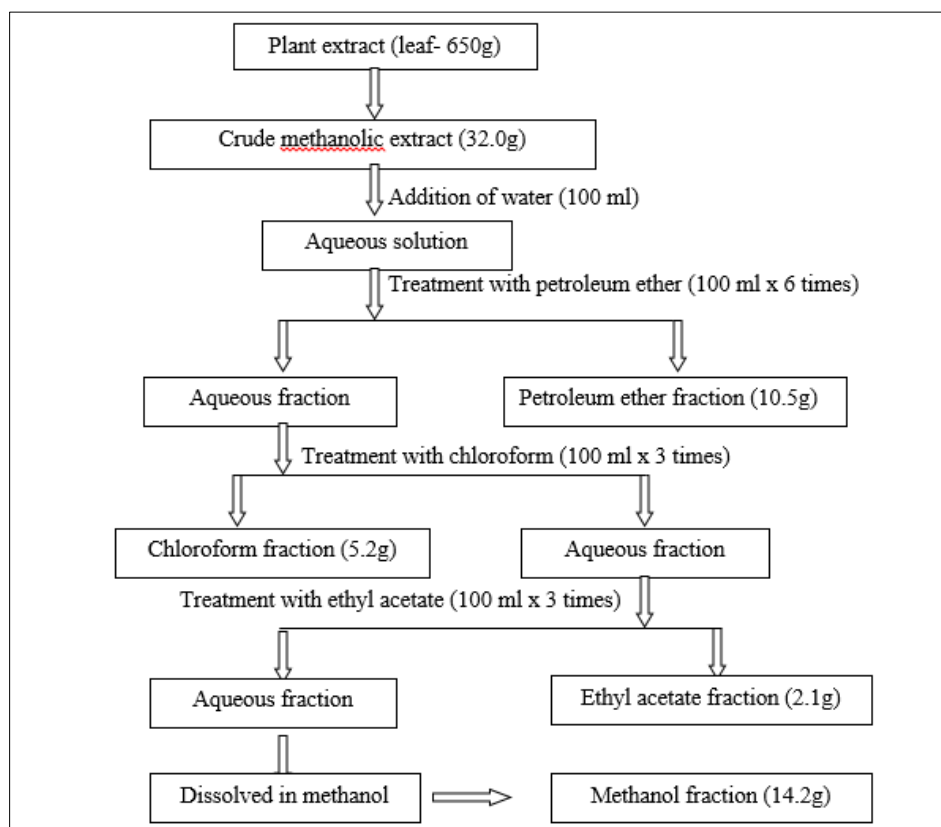 Plant extract (leaf- 650g)
Crude methanolic extract (32.0g)
Addition of water (100 ml)
Aqueous solution
Treatment with petroleum ether (100 ml x 6 times)
Aqueous fraction
Petroleum ether fraction (10.5g)
Treatment with chloroform (100 ml x 3 times)
Chloroform fraction (5.2g)
Aqueous fraction
Treatment with ethyl acetate (100 ml x 3 times)
Aqueous fraction
Ethyl acetate fraction (2.1g)
Dissolved in methanol
Methanol fraction (14.2g)